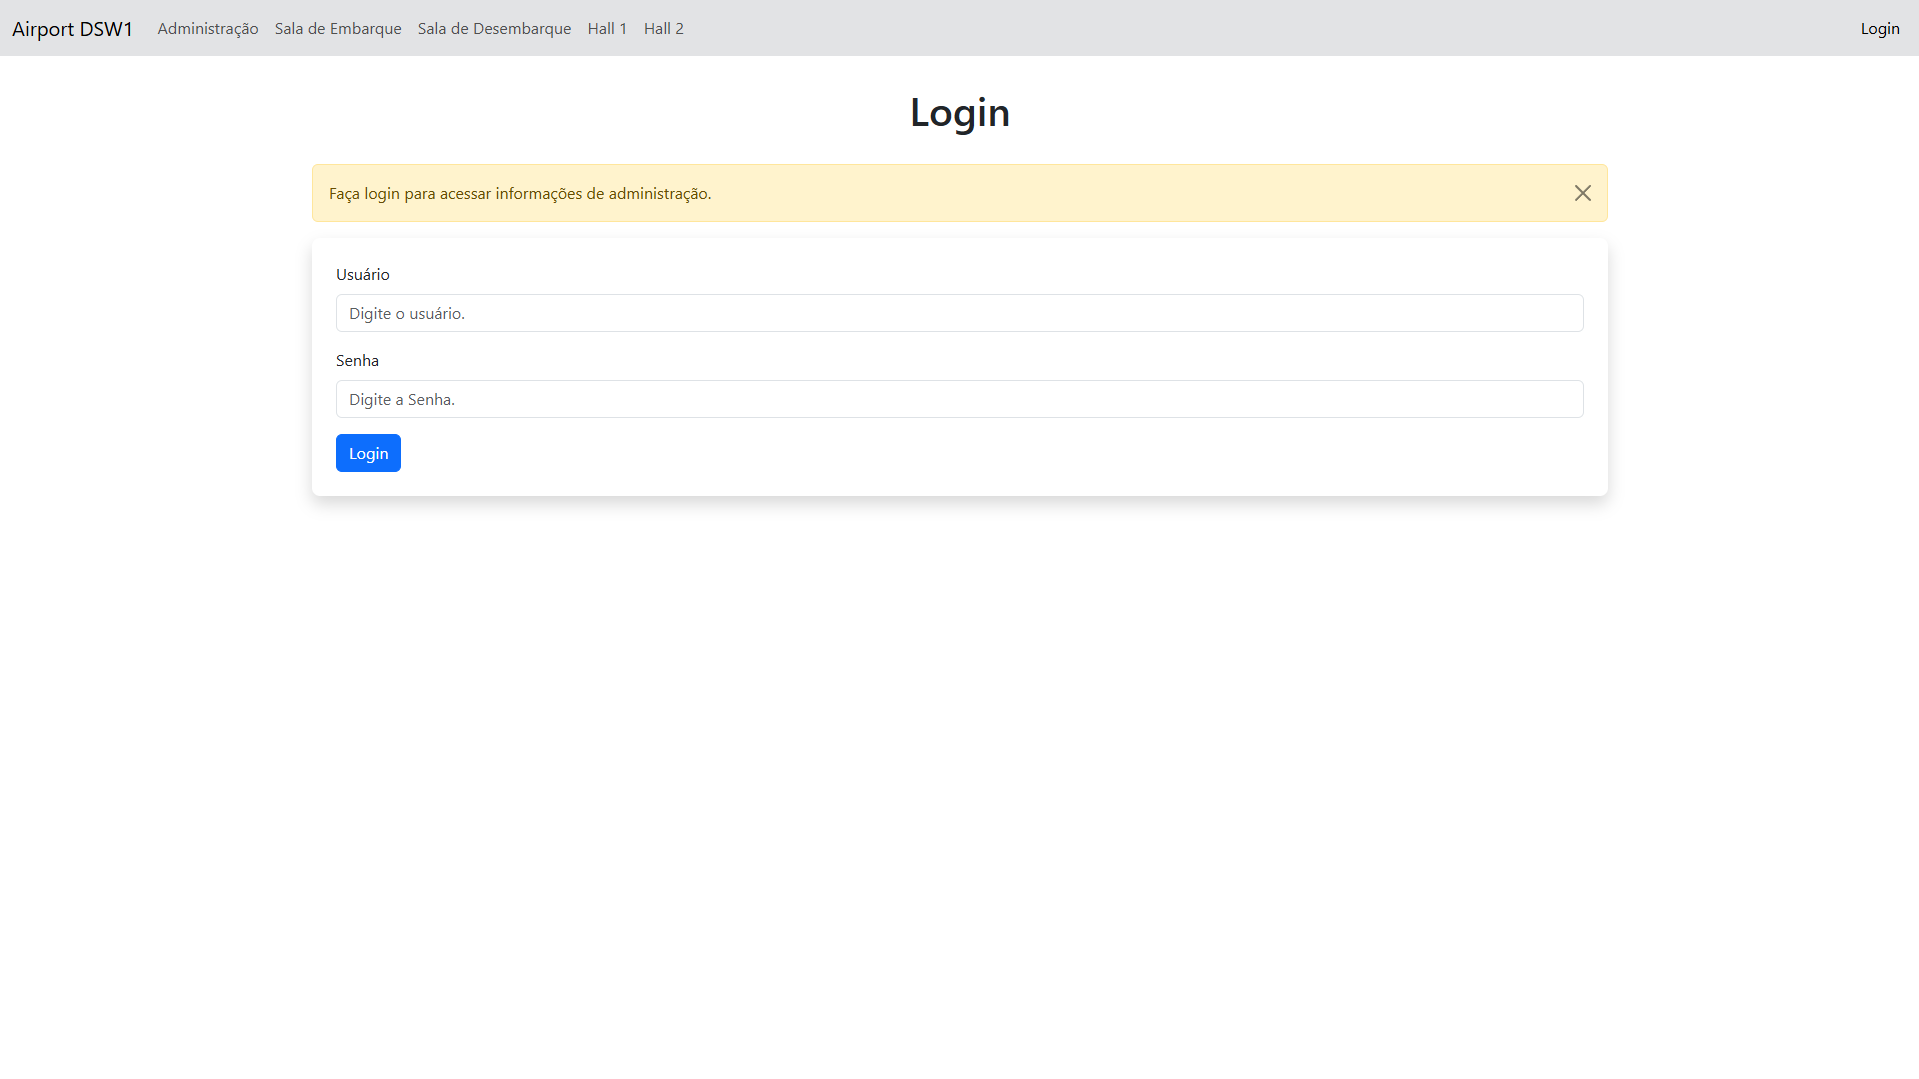 Airport DSW1 Administração Sala de Embarque Sala de Desembarque Hall 1 Hall 2 Login
Login
Faça login para acessar informações de administração.
Usuário
Digite o usuário.
Senha
Digite a Senha.
Login